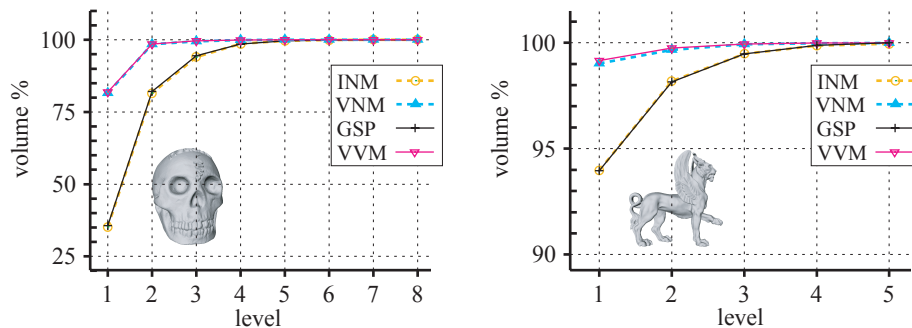 volume %
100
75
50
25
INM
VNM
GSP
VVM
1 2 3 4 5 6 7 8
level
volume %
100
95
90
INM
VNM
GSP
VVM
1 2 3 4 5
level